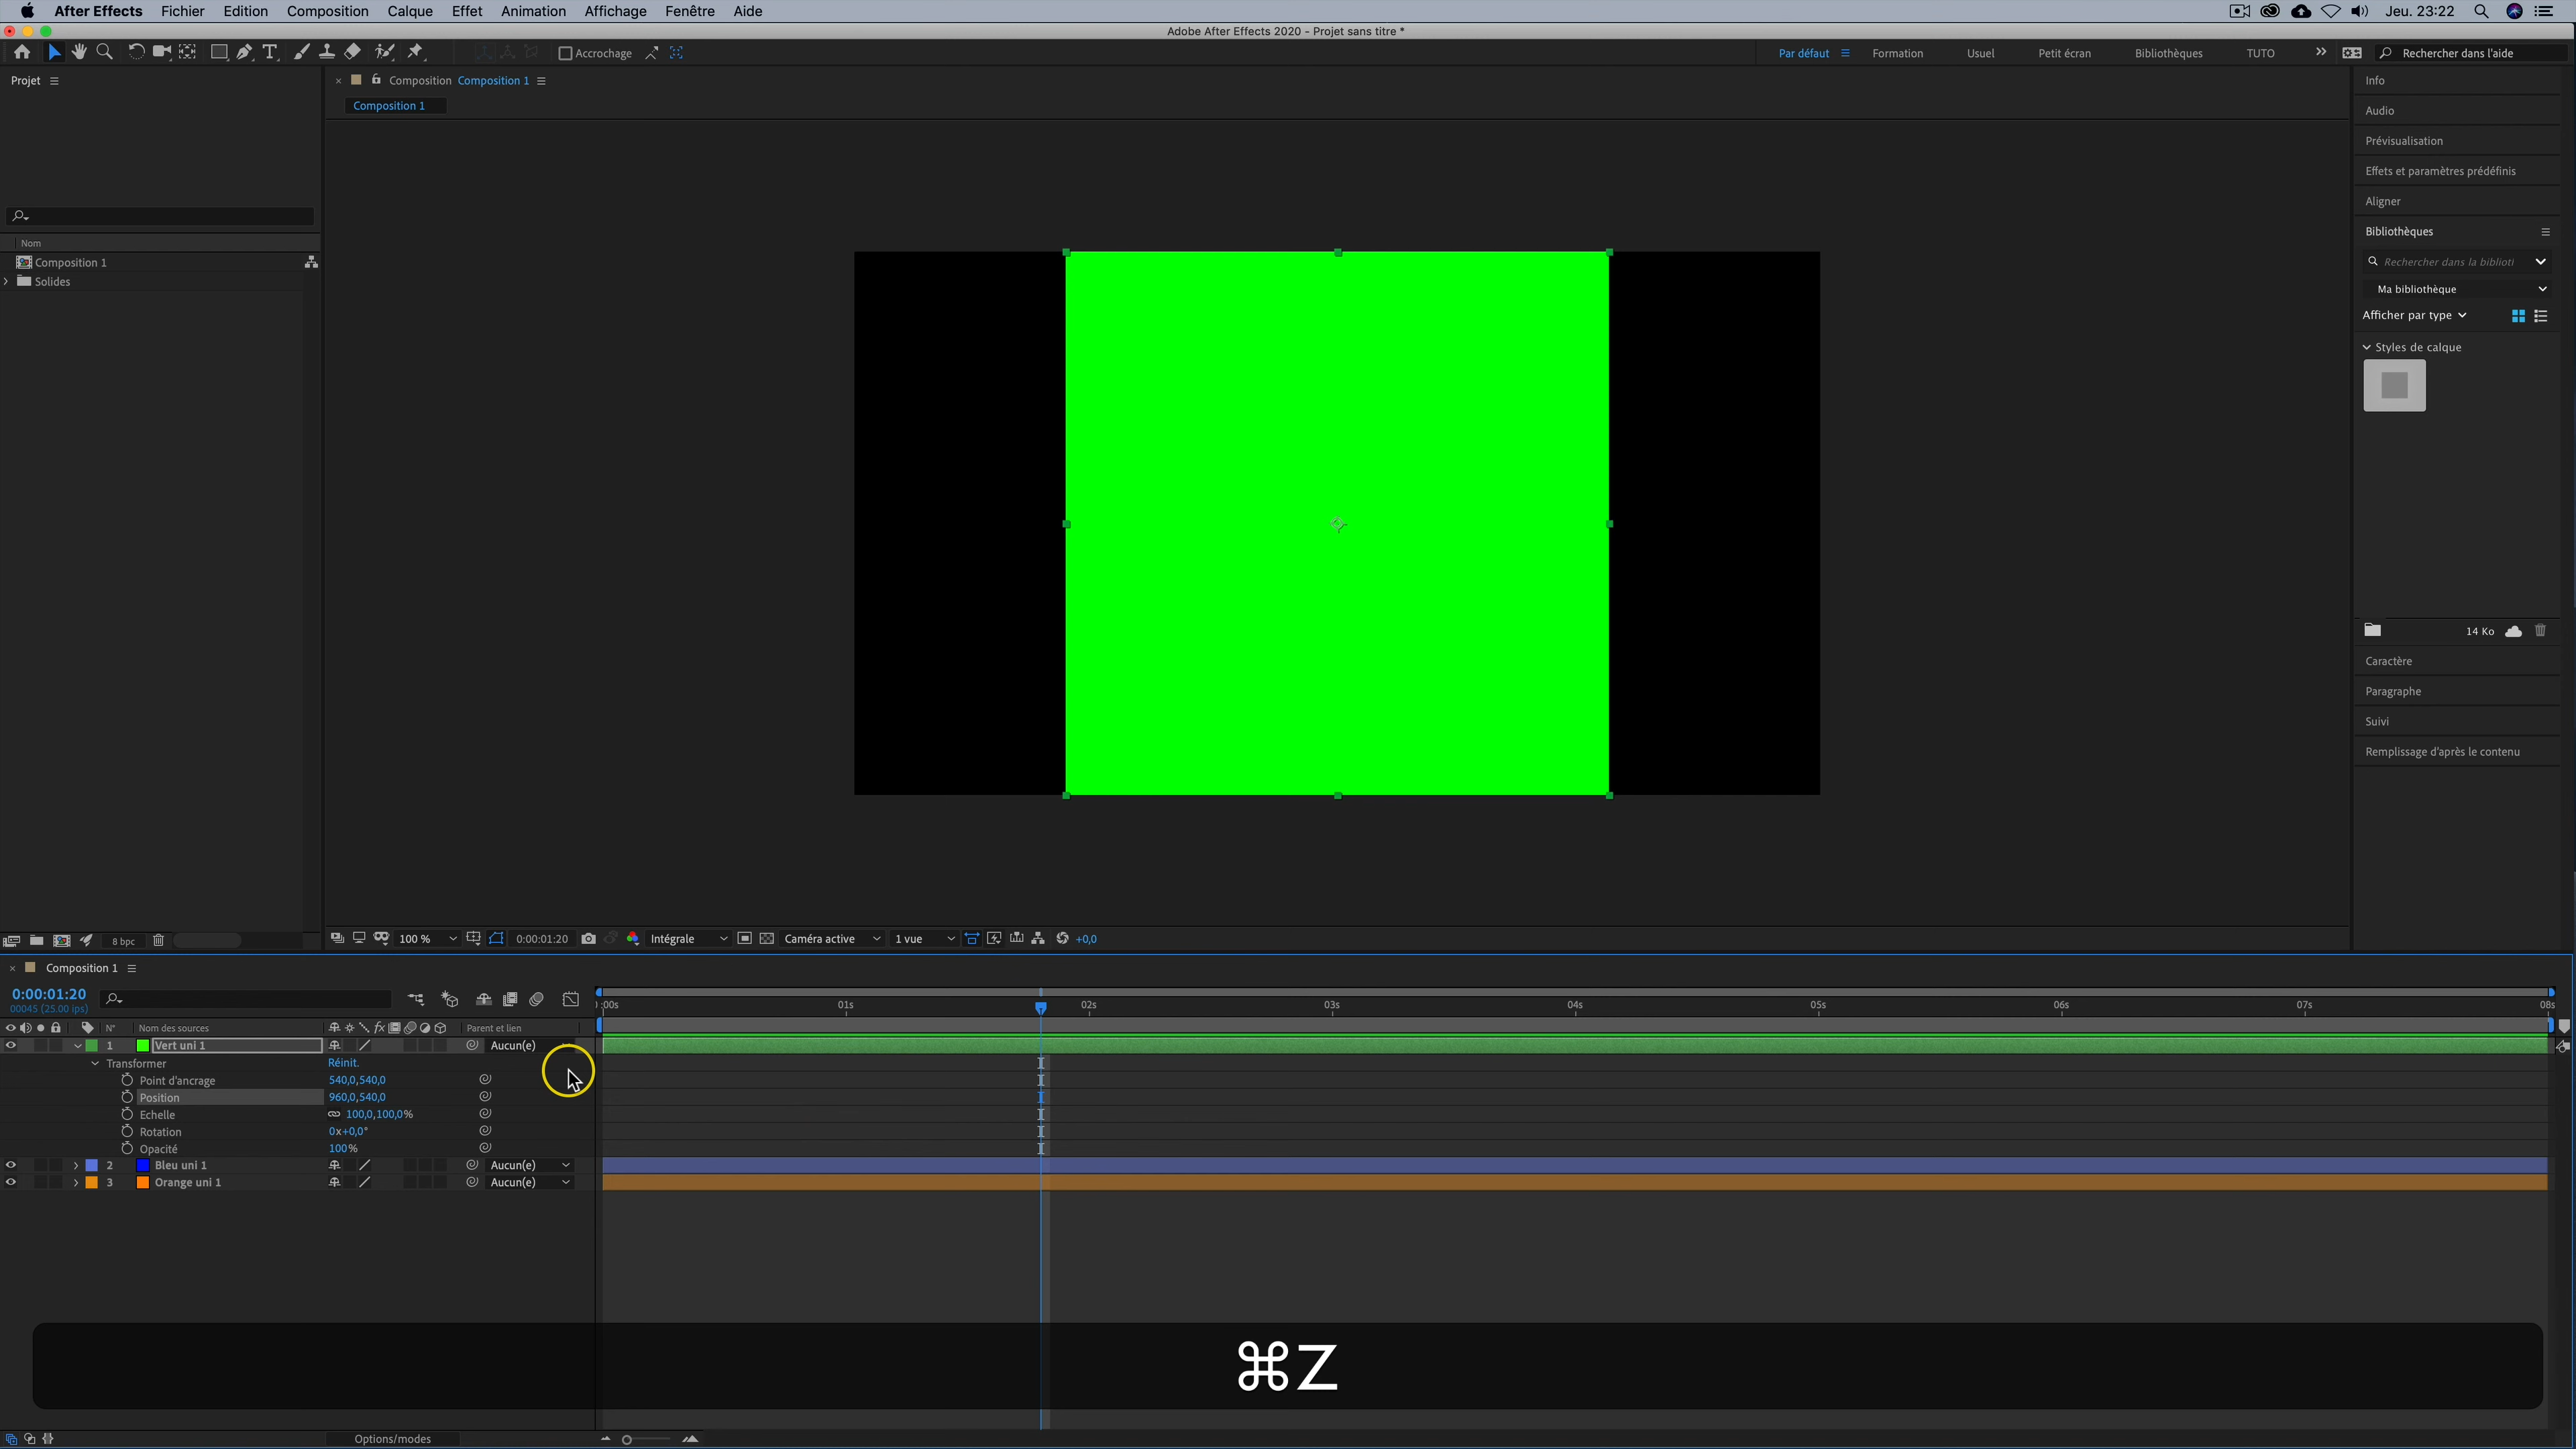 After Effects Fichier Edition Composition Calque Effet Animation Affichage Fenêtre Aide Jeu. 23:22
Adobe After Effects 2020 - Projet sans titre *
Accrochage Par défaut Formation Usuel Petit écran Bibliothèques TUTO Rechercher dans l'aide
Projet
Composition Composition 1
Composition 1
Nom
Composition 1
Solides
Info
Audio
Prévisualisation
Effets et paramètres prédéfinis
Aligner
Bibliothèques
Rechercher dans la biblioti
Ma bibliothèque
Afficher par type
Styles de calque
14 Ko
Caractère
Paragraphe
Suivi
Remplissage d'après le contenu
8 bpc
100 % 0:00:01:20 Intégrale Caméra active 1 vue +0,0
Composition 1
0:00:01:20
00045 (25.00 ips)
:00s 01s 02s 03s 04s 05s 06s 07s 08s
N° Nom des sources fx Parent et lien
1 Vert uni 1 Aucun(e)
Transformer Réinit.
Point d'ancrage 540,0,540,0
Position 960,0,540,0
Echelle 100,0,100,0%
Rotation 0x+0,0°
Opacité 100%
2 Bleu uni 1 Aucun(e)
3 Orange uni 1 Aucun(e)
⌘Z
Options/modes